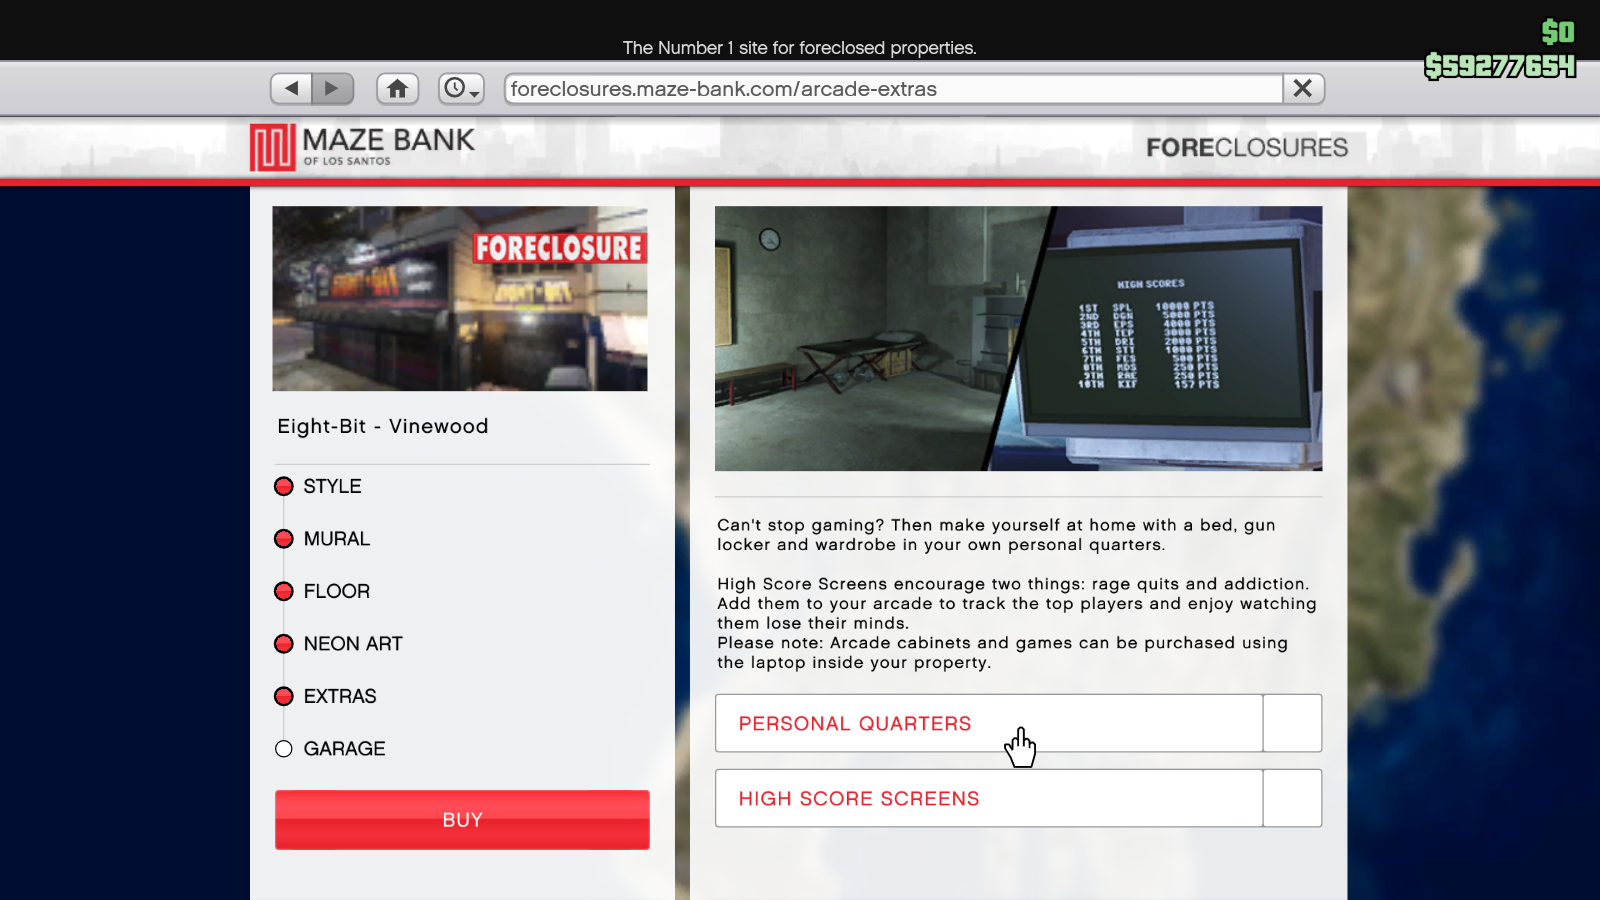 The Number 1 site for foreclosed properties.
$0
$59277654
foreclosures.maze-bank.com/arcade-extras
MAZE BANK
OF LOS SANTOS
FORECLOSURES
FORECLOSURE
EIGHT-BIT
EIGHT-BIT
HIGH SCORES
1ST SPL 10000 PTS
2ND DGN 5000 PTS
3RD EPS 4000 PTS
4TH TEP 3000 PTS
5TH DRI 2000 PTS
6TH STT 1000 PTS
7TH FES 500 PTS
8TH MDS 250 PTS
9TH RAE 250 PTS
10TH KIF 157 PTS
Eight-Bit - Vinewood
STYLE
MURAL
FLOOR
NEON ART
EXTRAS
GARAGE
BUY
Can't stop gaming? Then make yourself at home with a bed, gun
locker and wardrobe in your own personal quarters.
High Score Screens encourage two things: rage quits and addiction.
Add them to your arcade to track the top players and enjoy watching
them lose their minds.
Please note: Arcade cabinets and games can be purchased using
the laptop inside your property.
PERSONAL QUARTERS
HIGH SCORE SCREENS